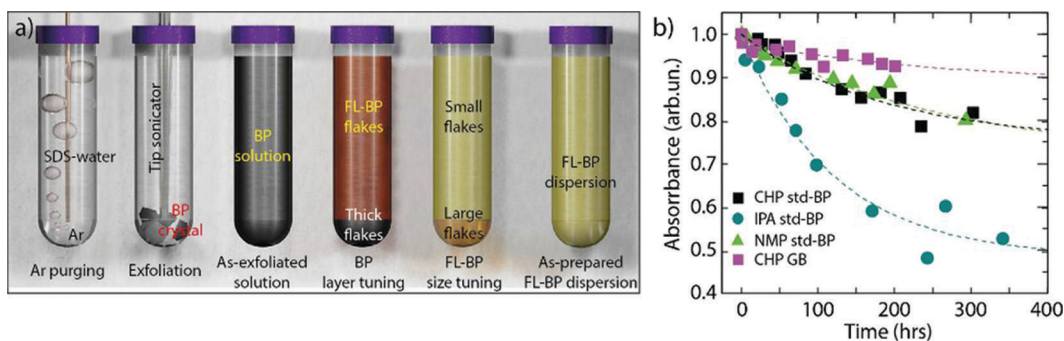 a)
SDS-water
Ar
Ar purging
Tip sonicator
BP
crystal
Exfoliation
BP
solution
As-exfoliated
solution
FL-BP
flakes
Thick
flakes
BP
layer tuning
Small
flakes
Large
flakes
FL-BP
size tuning
FL-BP
dispersion
As-prepared
FL-BP dispersion
b)
Absorrbance (arb.un.)
1.0
0.9
0.8
0.7
0.6
0.5
0.4
CHP std-BP
IPA std-BP
NMP std-BP
CHP GB
0 100 200 300 400
Time (hrs)